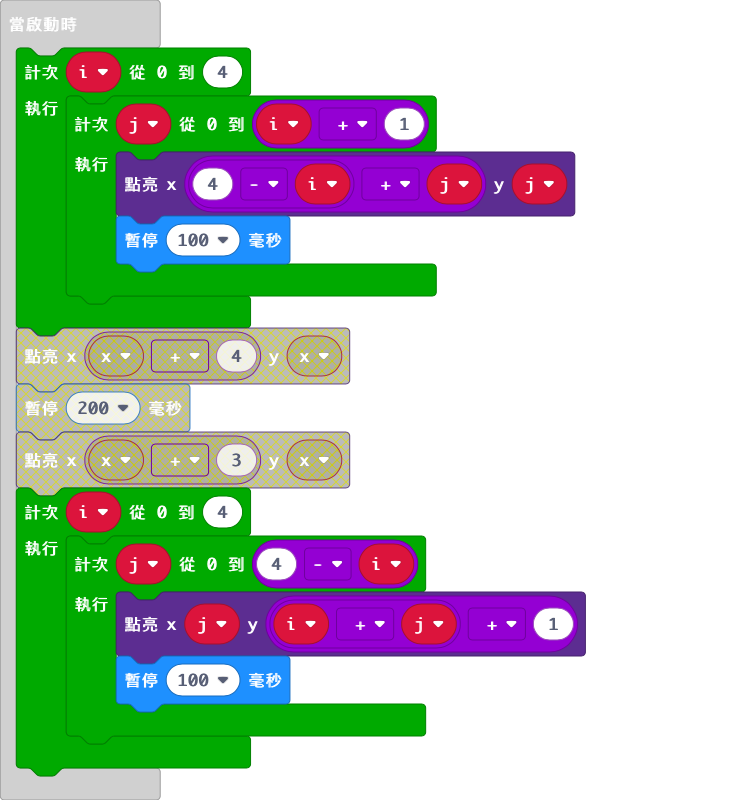 當啟動時
計次 i 從 0 到 4
執行
計次 j 從 0 到 i + 1
執行
點亮 x 4 - i + j y j
暫停 100 毫秒
點亮 x x + 4 y x
暫停 200 毫秒
點亮 x x + 3 y x
計次 i 從 0 到 4
執行
計次 j 從 0 到 4 - i
執行
點亮 x j y i + j + 1
暫停 100 毫秒